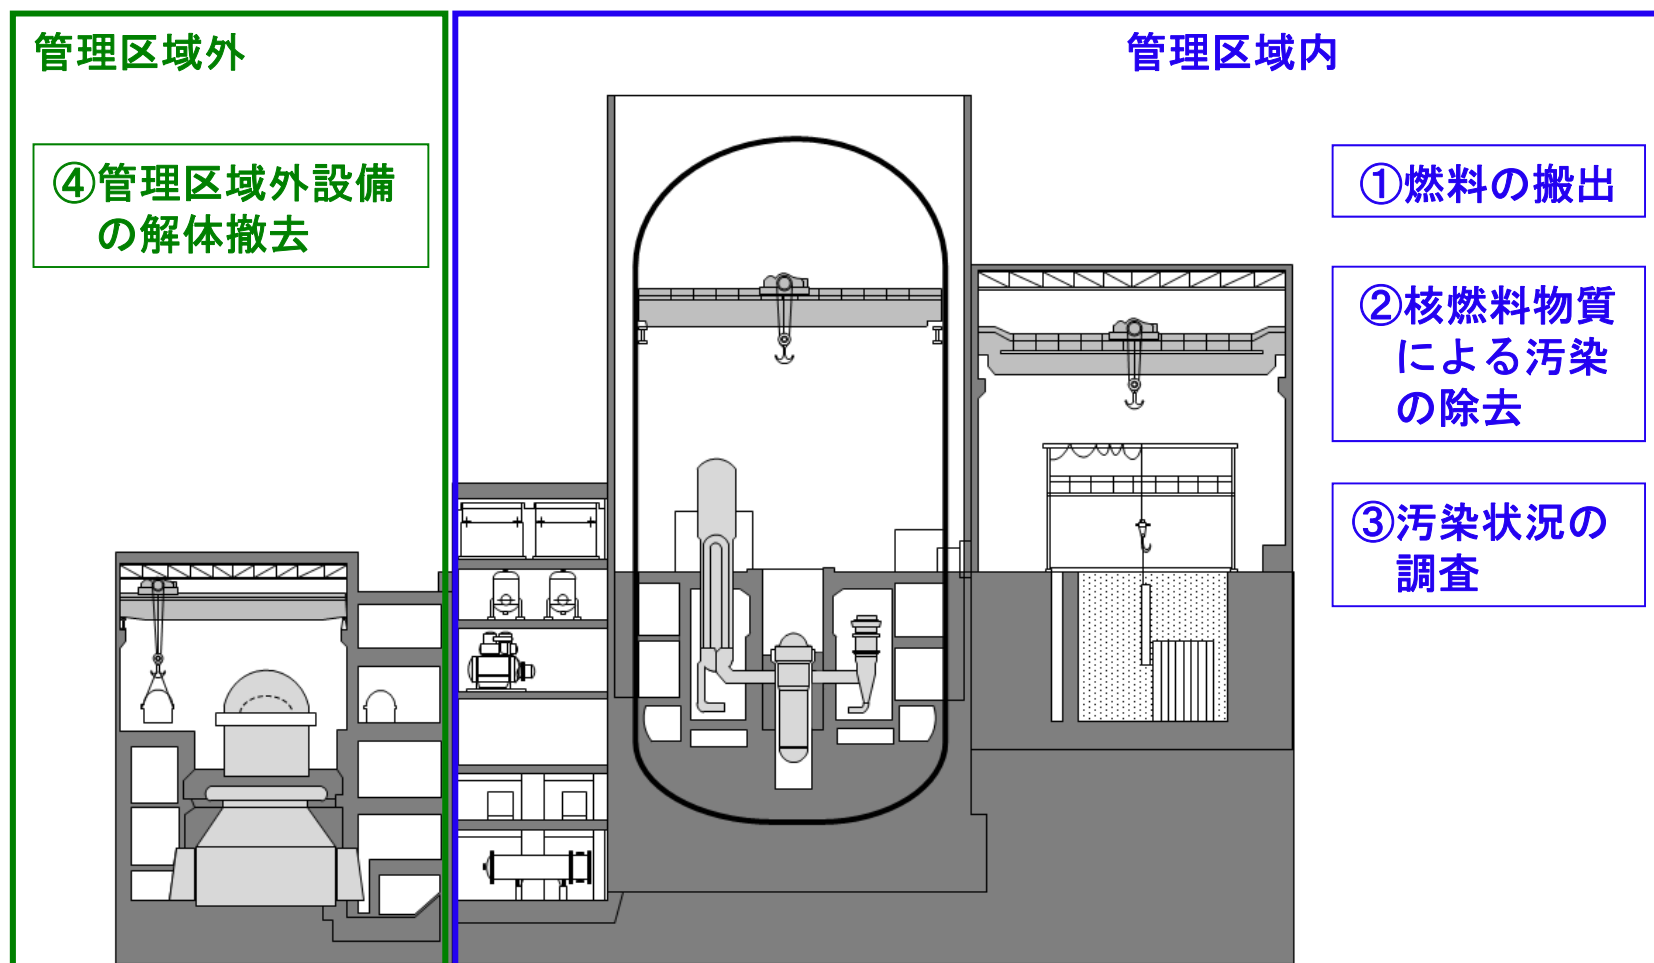 管理区域外
管理区域内
④管理区域外設備
の解体撤去
①燃料の搬出
②核燃料物質
による汚染
の除去
③汚染状況の
調査